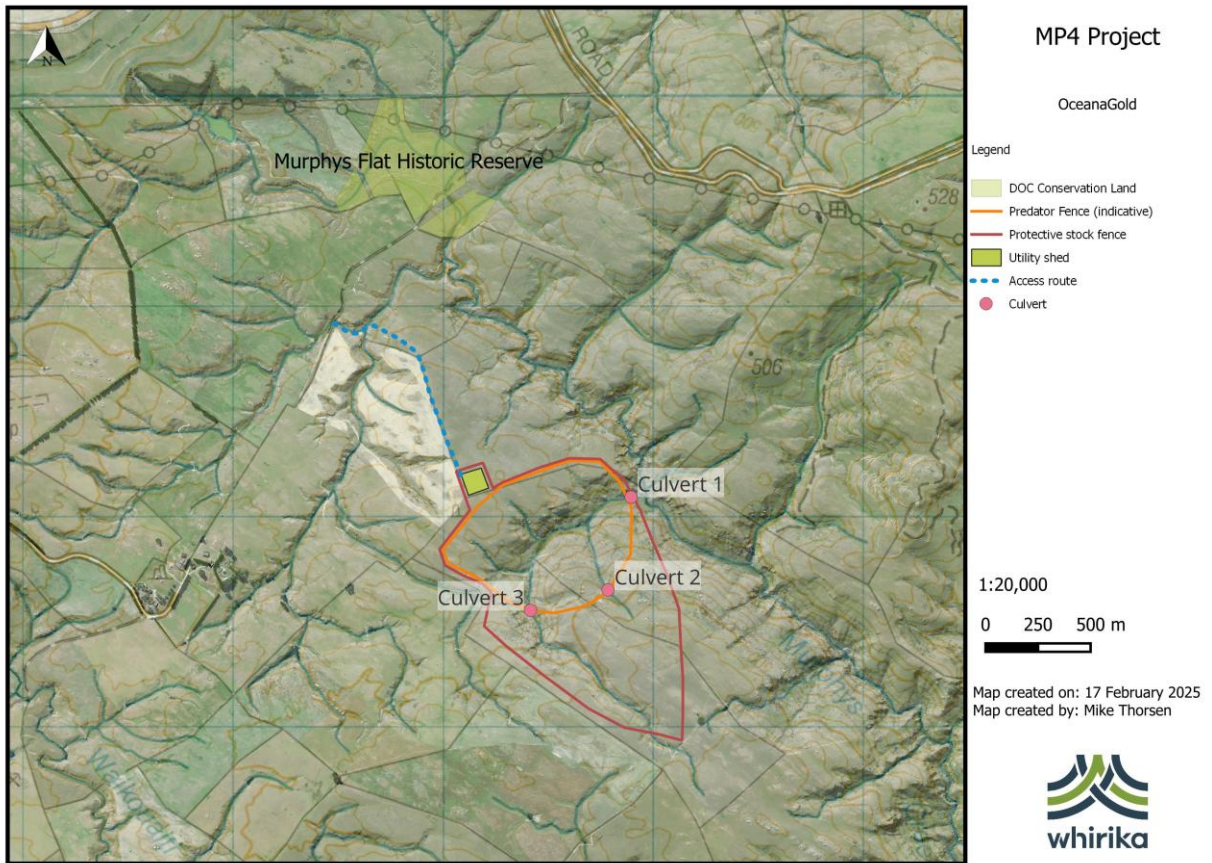 MP4 Project
OceanaGold
Legend
DOC Conservation Land
Predator Fence (indicative)
Protective stock fence
Utility shed
Access route
Culvert
1:20,000
0 250 500 m
Map created on: 17 February 2025
Map created by: Mike Thorsen
whirika
N
ROAD
Murphys Flat Historic Reserve
528
506
Culvert 1
Culvert 2
Culvert 3